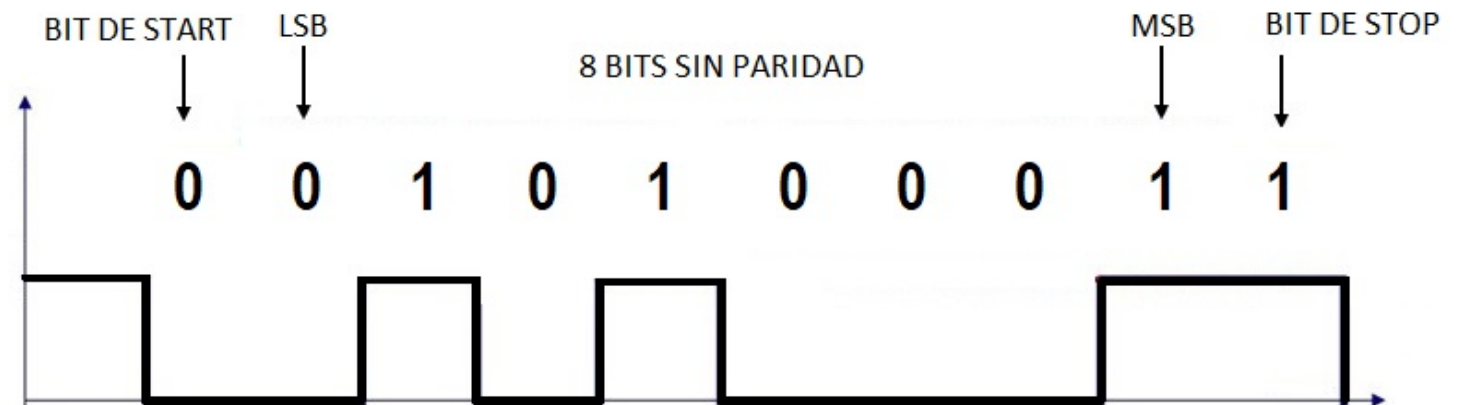 BIT DE START LSB MSB BIT DE STOP
8 BITS SIN PARIDAD
0 0 1 0 1 0 0 0 1 1